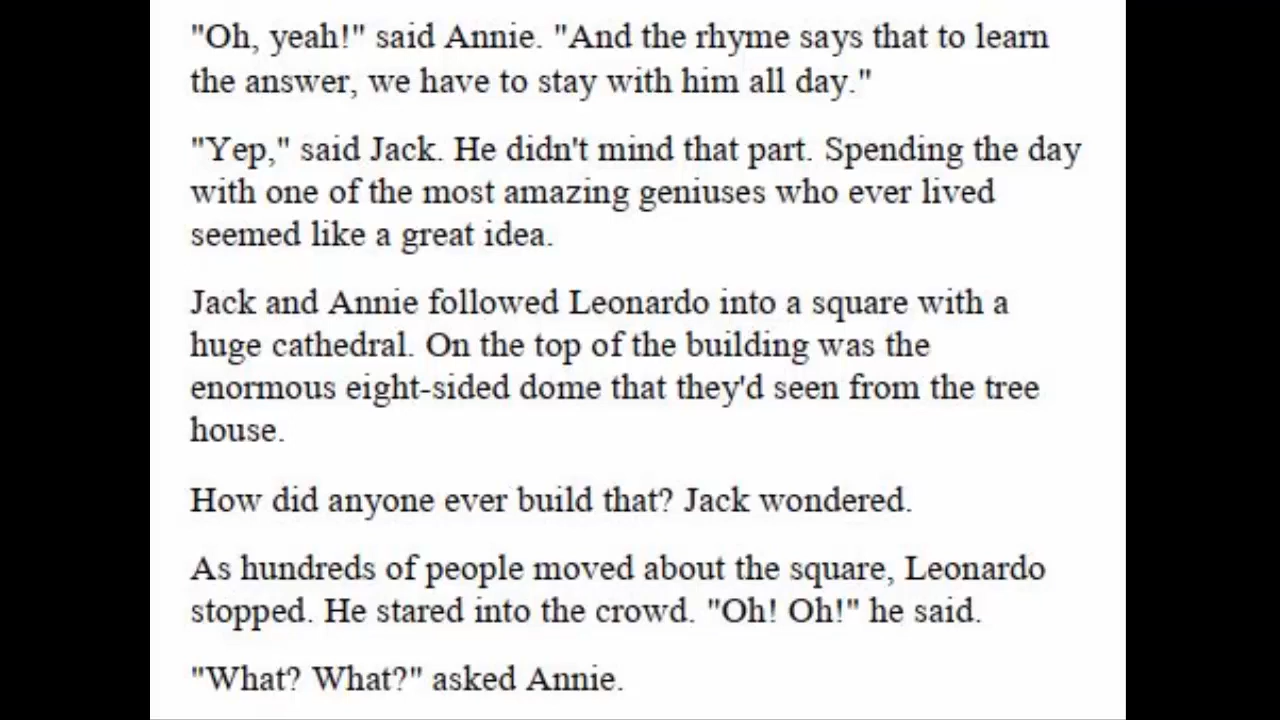 "Oh, yeah!" said Annie. "And the rhyme says that to learn
the answer, we have to stay with him all day."
"Yep," said Jack. He didn't mind that part. Spending the day
with one of the most amazing geniuses who ever lived
seemed like a great idea.
Jack and Annie followed Leonardo into a square with a
huge cathedral. On the top of the building was the
enormous eight-sided dome that they'd seen from the tree
house.
How did anyone ever build that? Jack wondered.
As hundreds of people moved about the square, Leonardo
stopped. He stared into the crowd. "Oh! Oh!" he said.
"What? What?" asked Annie.